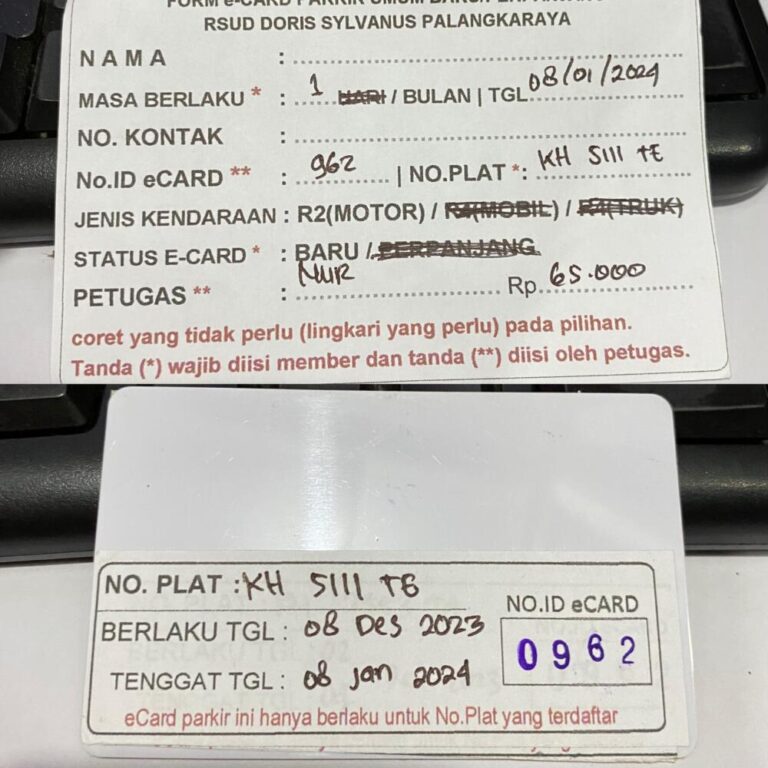 FORM e-CARD PARKIR UMUM
RSUD DORIS SYLVANUS PALANGKARAYA
NAMA :
MASA BERLAKU * : 1 HARI / BULAN | TGL 08/01/2024
NO. KONTAK :
No.ID eCARD ** : 962 | NO.PLAT *: KH 5111 TE
JENIS KENDARAAN : R2(MOTOR) / R4(MOBIL) / R4(TRUK)
STATUS E-CARD * : BARU / BERPANJANG
PETUGAS ** : NUR Rp. 65.000
coret yang tidak perlu (lingkari yang perlu) pada pilihan.
Tanda (*) wajib diisi member dan tanda (**) diisi oleh petugas.
NO. PLAT : KH 5111 TE
BERLAKU TGL : 08 Des 2023
TENGGAT TGL : 08 Jan 2024
NO.ID eCARD
0962
eCard parkir ini hanya berlaku untuk No.Plat yang terdaftar